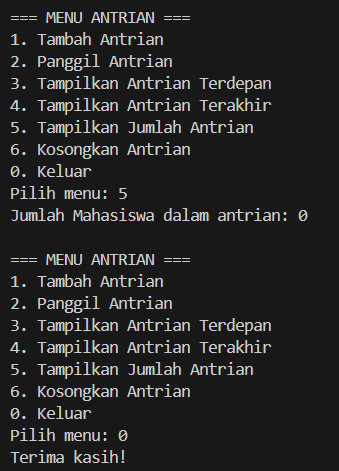 === MENU ANTRIAN ===
1. Tambah Antrian
2. Panggil Antrian
3. Tampilkan Antrian Terdepan
4. Tampilkan Antrian Terakhir
5. Tampilkan Jumlah Antrian
6. Kosongkan Antrian
0. Keluar
Pilih menu: 5
Jumlah Mahasiswa dalam antrian: 0

=== MENU ANTRIAN ===
1. Tambah Antrian
2. Panggil Antrian
3. Tampilkan Antrian Terdepan
4. Tampilkan Antrian Terakhir
5. Tampilkan Jumlah Antrian
6. Kosongkan Antrian
0. Keluar
Pilih menu: 0
Terima kasih!